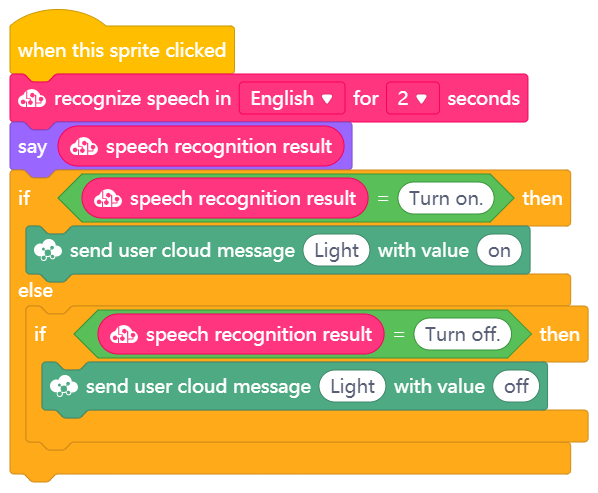 when this sprite clicked
recognize speech in English for 2 seconds
say speech recognition result
if speech recognition result = Turn on. then
send user cloud message Light with value on
else
if speech recognition result = Turn off. then
send user cloud message Light with value off